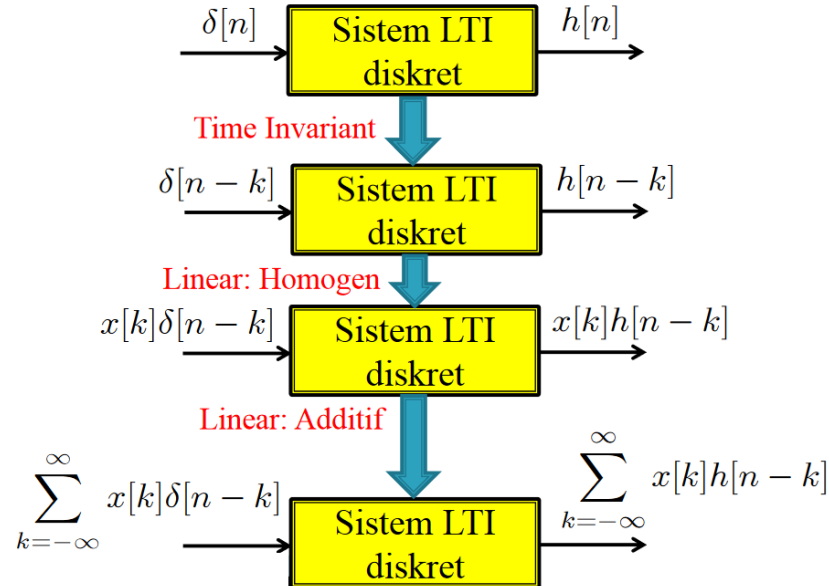 δ[n]
Sistem LTI
diskret
h[n]
Time Invariant
δ[n − k]
Sistem LTI
diskret
h[n − k]
Linear: Homogen
x[k]δ[n − k]
Sistem LTI
diskret
x[k]h[n − k]
Linear: Additif
∑_{k=−∞}^{∞} x[k]δ[n − k]
Sistem LTI
diskret
∑_{k=−∞}^{∞} x[k]h[n − k]